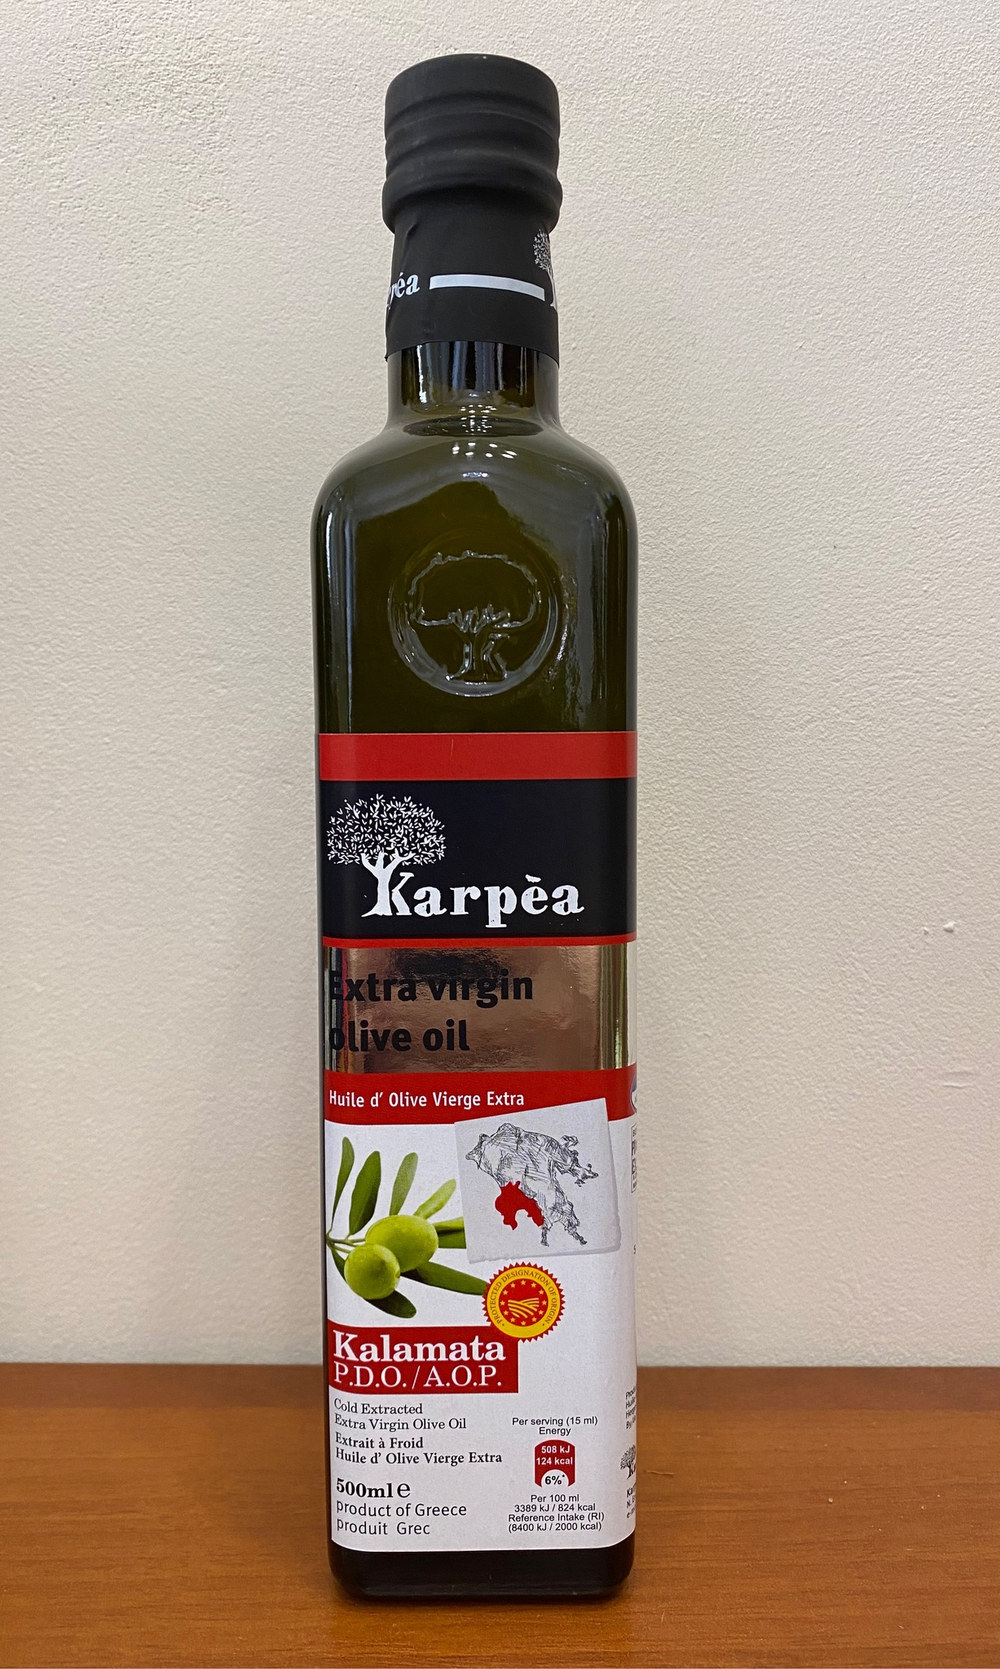 Karpèa
Extra virgin
olive oil
Huile d' Olive Vierge Extra
PROTECTED DESIGNATION OF ORIGIN
Kalamata
P.D.O./A.O.P.
Cold Extracted
Extra Virgin Olive Oil
Extrait à Froid
Huile d' Olive Vierge Extra
500ml e
product of Greece
produit Grec
Per serving (15 ml)
Energy
508 kJ
124 kcal
6%*
Per 100 ml
3389 kJ / 824 kcal
Reference Intake (RI)
(8400 kJ / 2000 kcal)